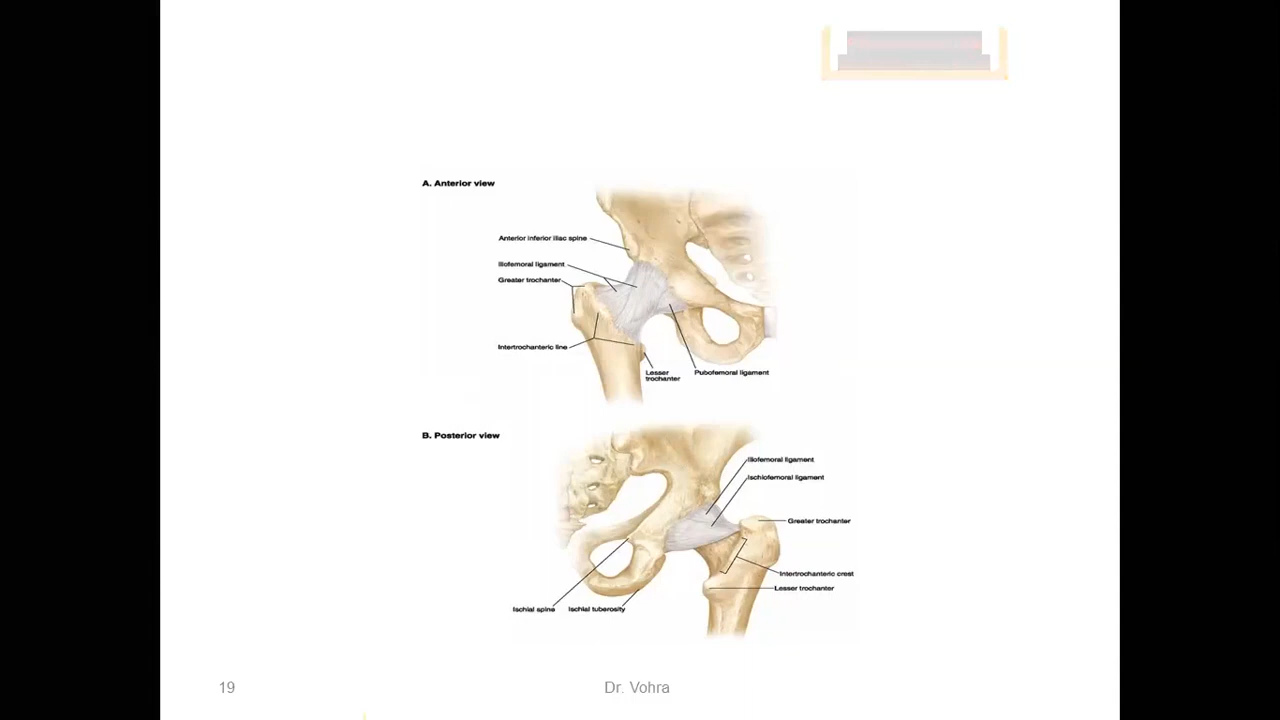 A. Anterior view
Anterior inferior iliac spine
Iliofemoral ligament
Greater trochanter
Intertrochanteric line
Lesser
trochanter
Pubofemoral ligament
B. Posterior view
Iliofemoral ligament
Ischiofemoral ligament
Greater trochanter
Intertrochanteric crest
Lesser trochanter
Ischial spine
Ischial tuberosity
19
Dr. Vohra